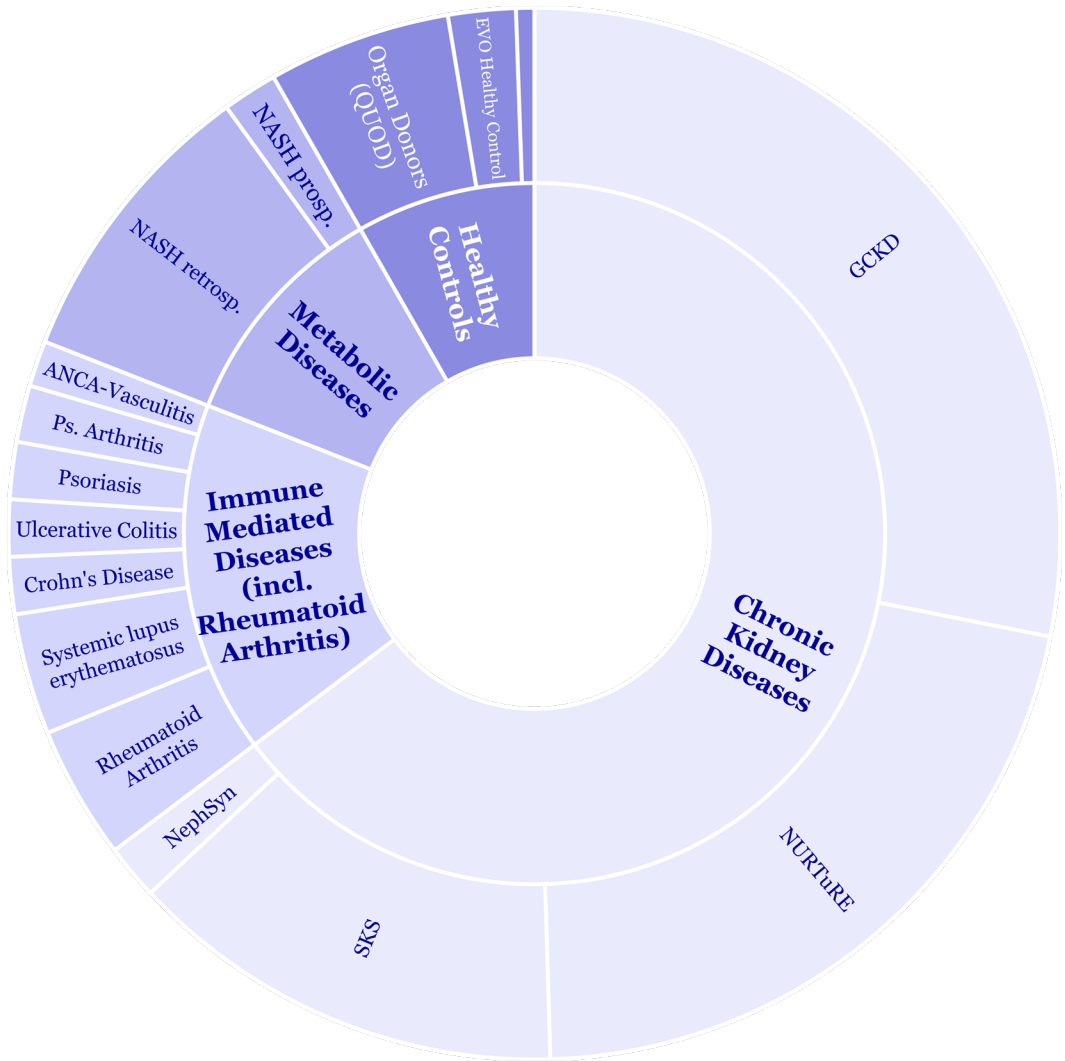 Organ Donors
(QUOD))
EVO Healthy Control
NASH prosp.
NASH retrosp.
Healthy
Controls
GCKD
Metabolic
Diseases
ANCA-Vasculitis
Ps. Arthritis
Psoriasis
Ulcerative Colitis
Crohn's Disease
Systemic lupus
erythematosus
Rheumatoid
Arthritis
Immune
Mediated
Diseases
(incl.
Rheumatoid
Arthritis)
Chronic
Kidney
Diseases
NephSyn
SKS
NURTuRE